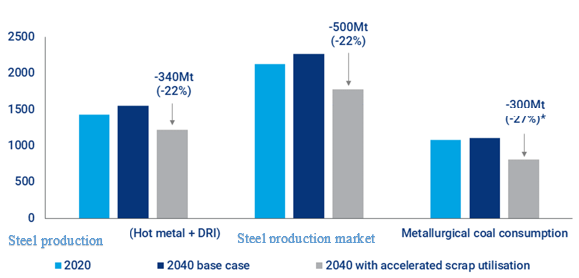 2500
2000
1500
1000
500
0
-340Mt
(-22%)
-500Mt
(-22%)
-300Mt
(-27%)*
Steel production
(Hot metal + DRI)
Steel production market
Metallurgical coal consumption
2020
2040 base case
2040 with accelerated scrap utilisation